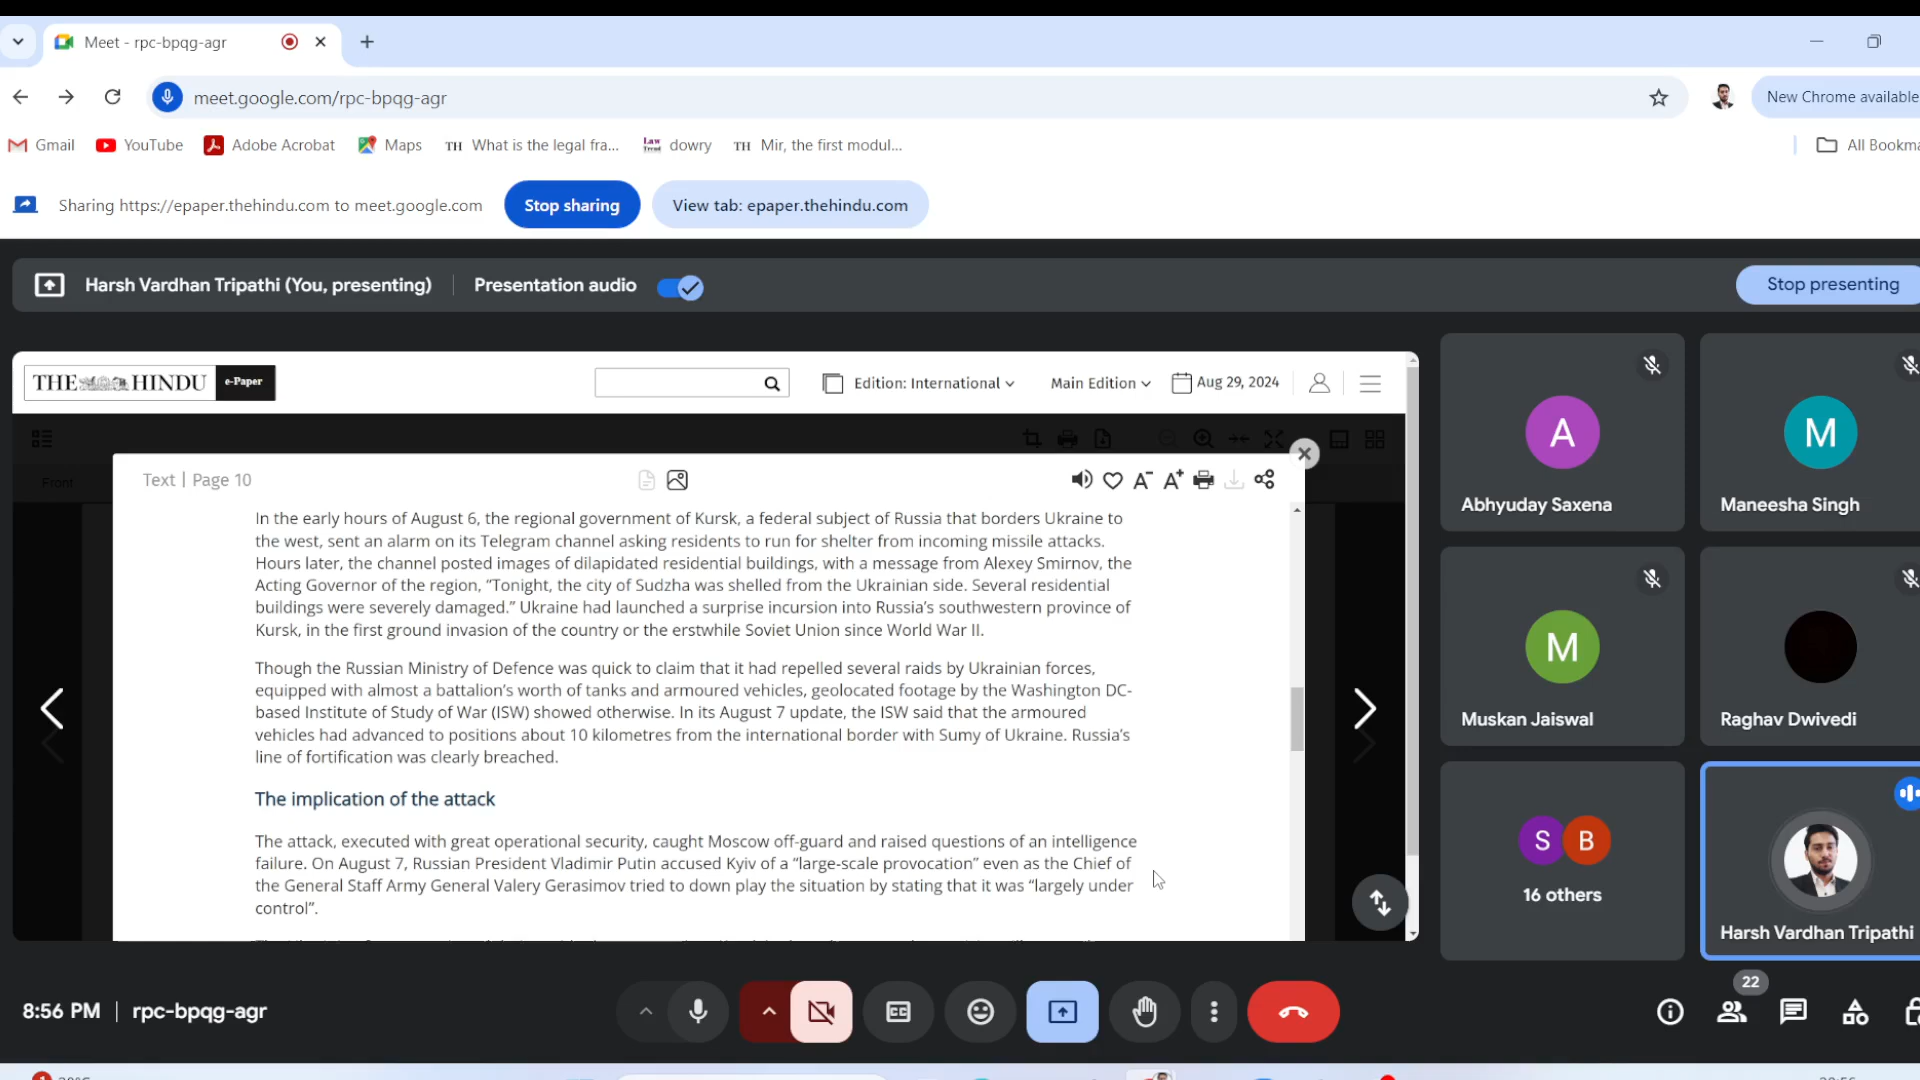 Meet - rpc-bpqg-agr
meet.google.com/rpc-bpqg-agr
New Chrome available
Gmail YouTube Adobe Acrobat Maps TH What is the legal fra... Law Trend dowry TH Mir, the first modul... All Bookma
Sharing https://epaper.thehindu.com to meet.google.com Stop sharing View tab: epaper.thehindu.com
Harsh Vardhan Tripathi (You, presenting) Presentation audio Stop presenting
THE HINDU e-Paper Edition: International Main Edition Aug 29, 2024
Front
Text | Page 10 A- A+
In the early hours of August 6, the regional government of Kursk, a federal subject of Russia that borders Ukraine to
the west, sent an alarm on its Telegram channel asking residents to run for shelter from incoming missile attacks.
Hours later, the channel posted images of dilapidated residential buildings, with a message from Alexey Smirnov, the
Acting Governor of the region, “Tonight, the city of Sudzha was shelled from the Ukrainian side. Several residential
buildings were severely damaged.” Ukraine had launched a surprise incursion into Russia’s southwestern province of
Kursk, in the first ground invasion of the country or the erstwhile Soviet Union since World War II.
Though the Russian Ministry of Defence was quick to claim that it had repelled several raids by Ukrainian forces,
equipped with almost a battalion’s worth of tanks and armoured vehicles, geolocated footage by the Washington DC-
based Institute of Study of War (ISW) showed otherwise. In its August 7 update, the ISW said that the armoured
vehicles had advanced to positions about 10 kilometres from the international border with Sumy of Ukraine. Russia’s
line of fortification was clearly breached.
The implication of the attack
The attack, executed with great operational security, caught Moscow off-guard and raised questions of an intelligence
failure. On August 7, Russian President Vladimir Putin accused Kyiv of a “large-scale provocation” even as the Chief of
the General Staff Army General Valery Gerasimov tried to down play the situation by stating that it was “largely under
control”.
A M
Abhyuday Saxena Maneesha Singh
M
Muskan Jaiswal Raghav Dwivedi
S B
16 others
Harsh Vardhan Tripathi
8:56 PM | rpc-bpqg-agr CC 22